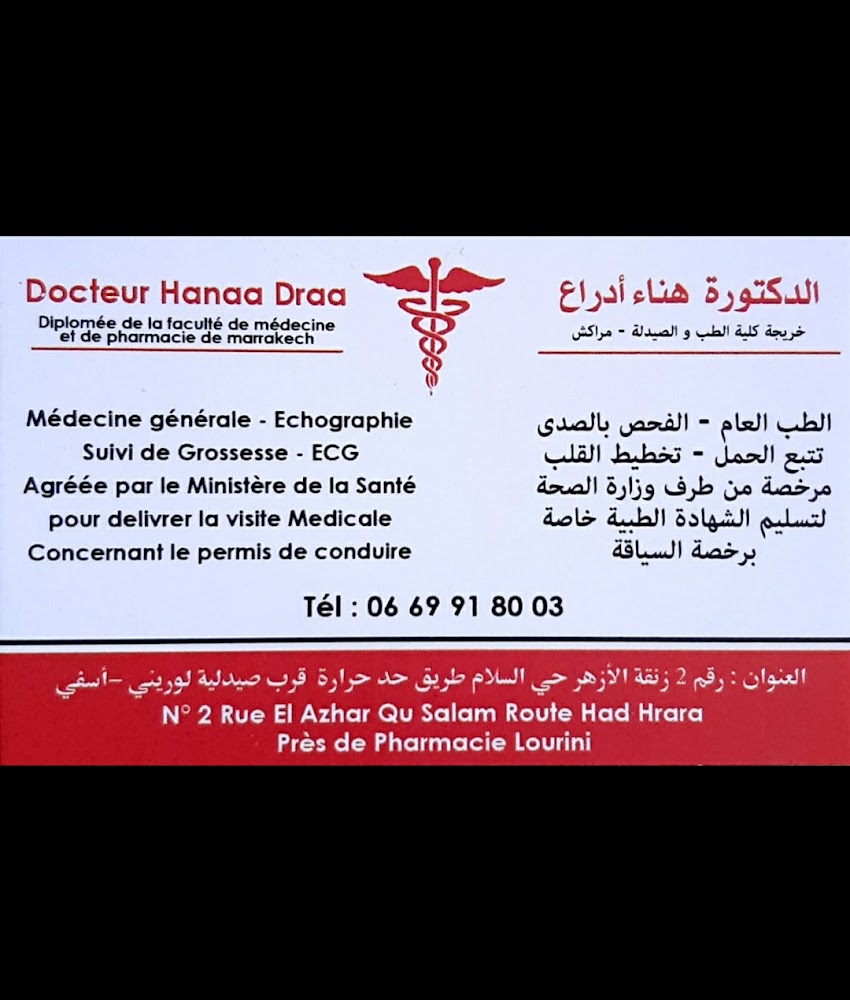 Docteur Hanaa Draa
Diplomée de la faculté de médecine
et de pharmacie de marrakech
Médecine générale - Echographie
Suivi de Grossesse - ECG
Agréée par le Ministère de la Santé
pour delivrer la visite Medicale
Concernant le permis de conduire
الدكتورة هناء أدراع
خريجة كلية الطب و الصيدلة - مراكش
الطب العام - الفحص بالصدى
تتبع الحمل - تخطيط القلب
مرخصة من طرف وزارة الصحة
لتسليم الشهادة الطبية خاصة
برخصة السياقة
Tél : 06 69 91 80 03
العنوان : رقم 2 زنقة الأزهر حي السلام طريق حد حرارة قرب صيدلية لوريني –أسفي
N° 2 Rue El Azhar Qu Salam Route Had Hrara
Près de Pharmacie Lourini